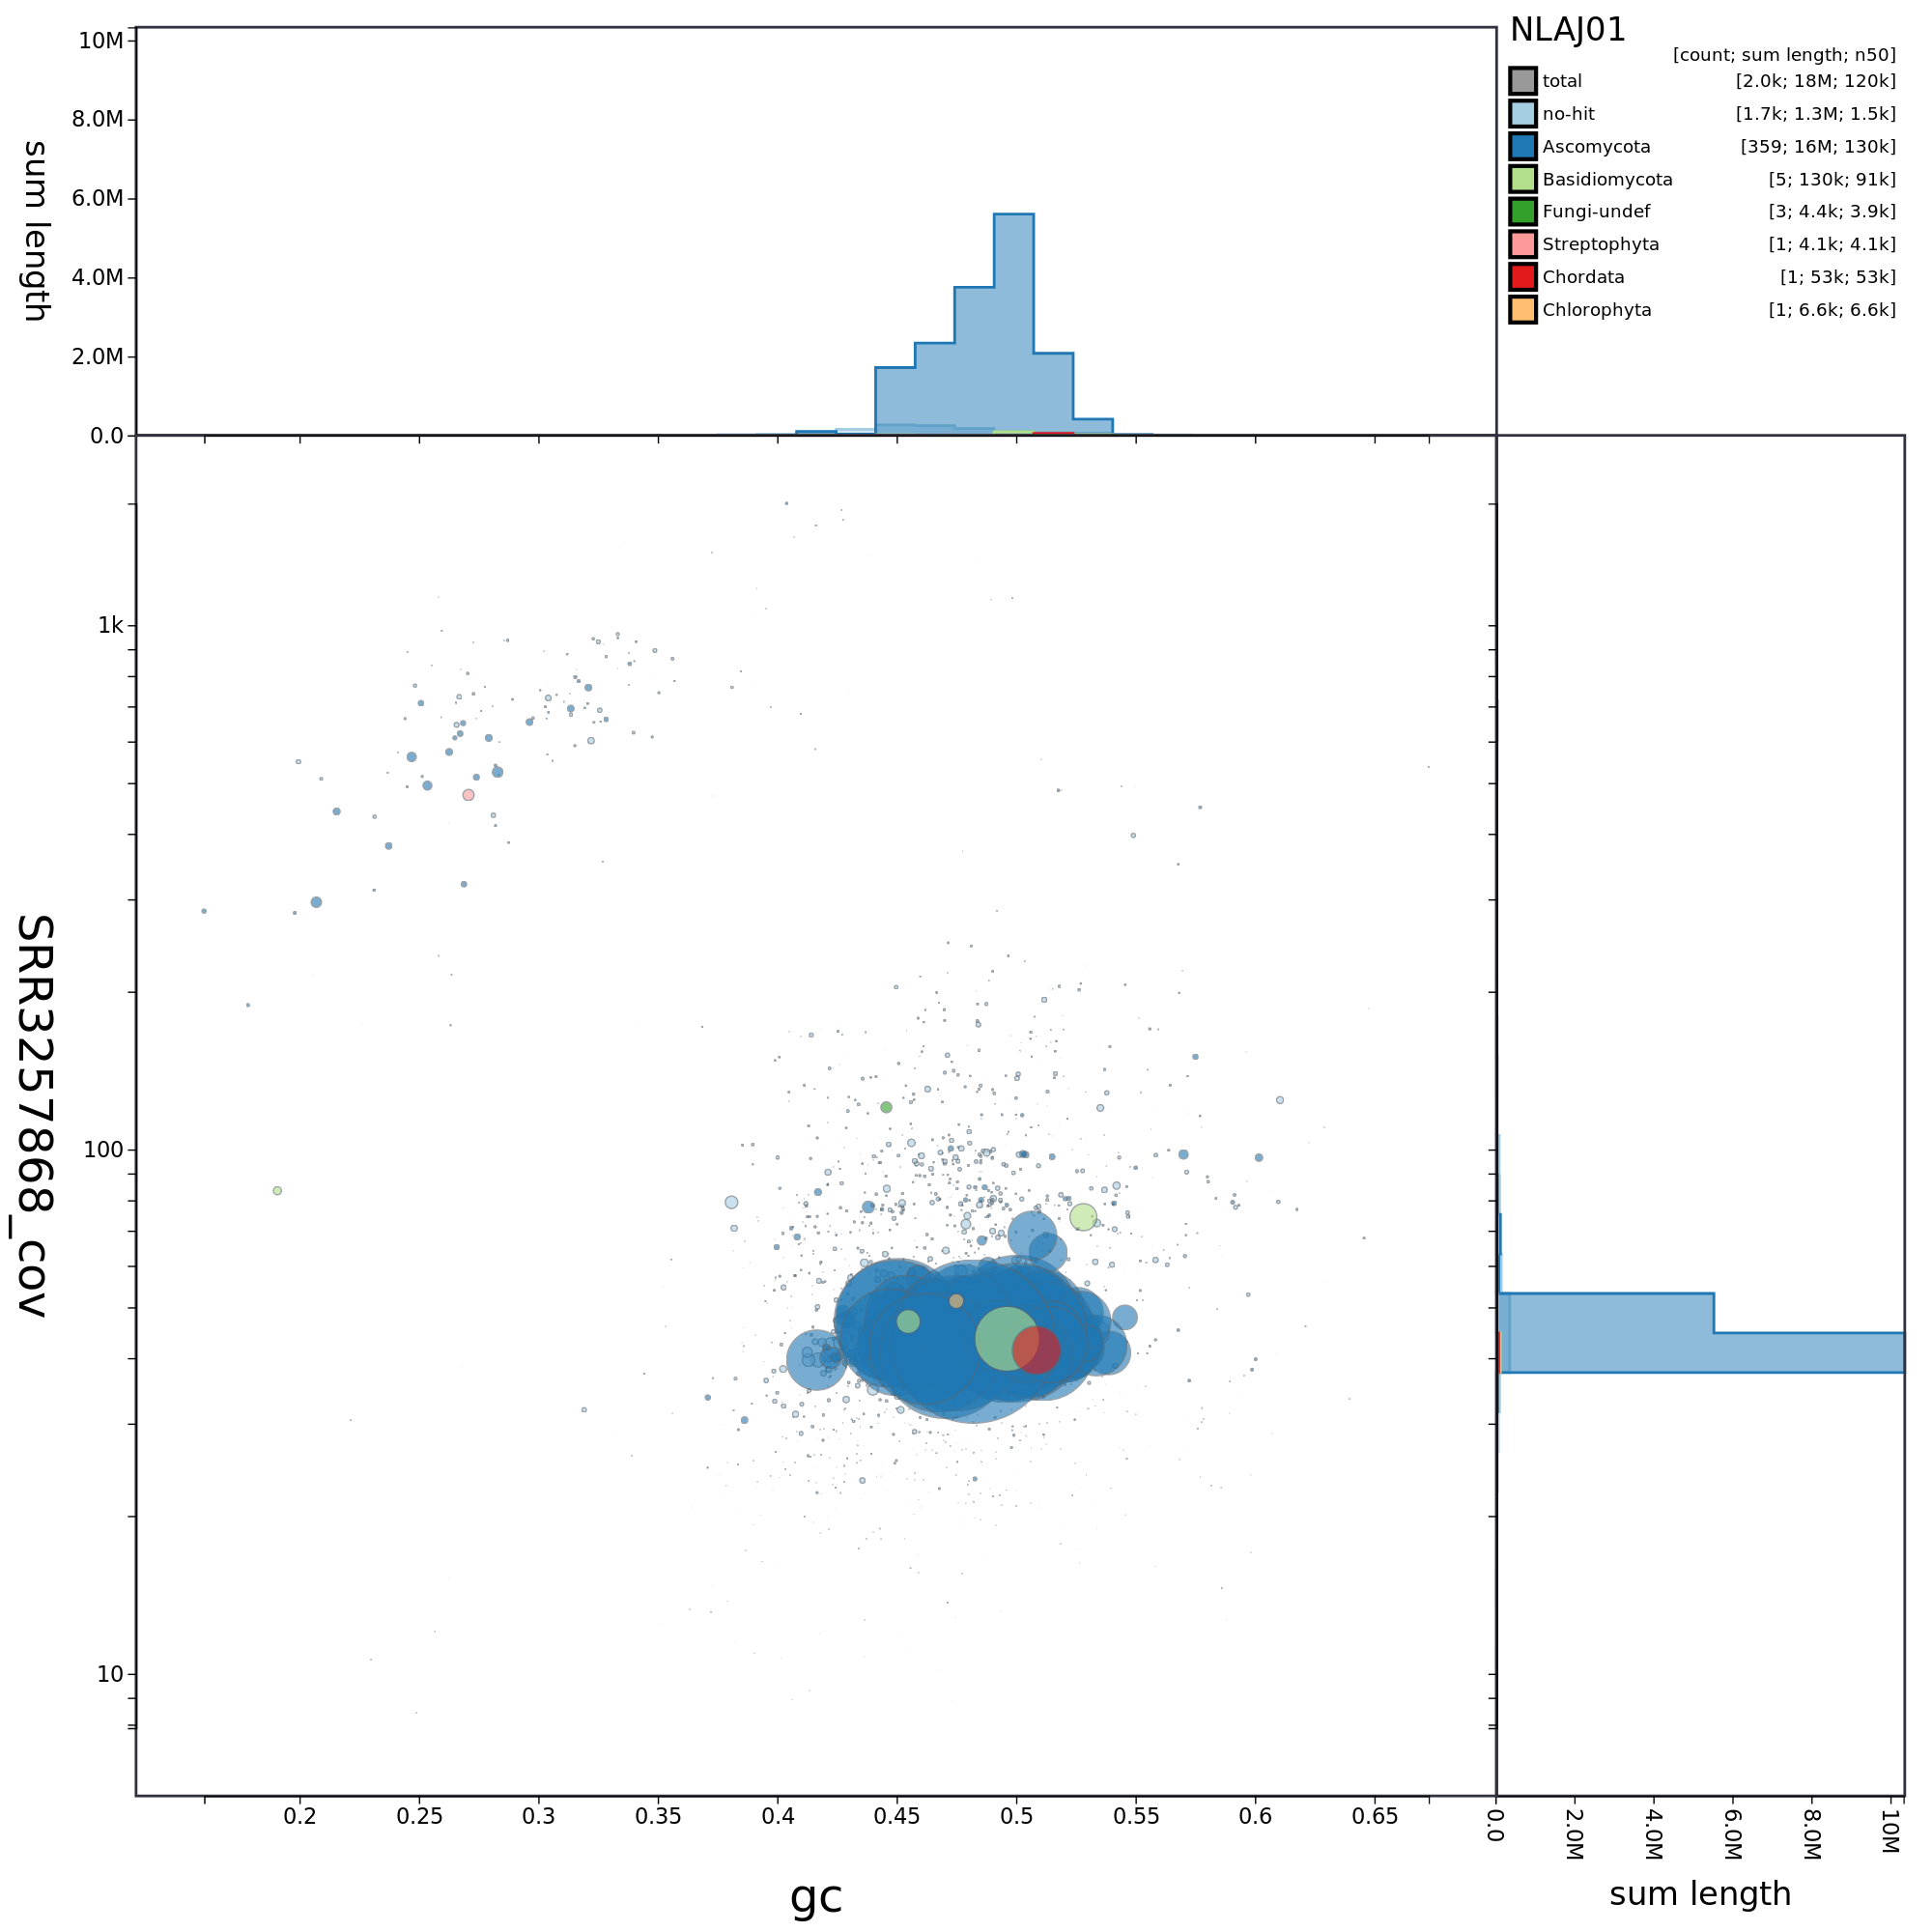 NLAJ01
[count; sum length; n50]
total [2.0k; 18M; 120k]
no-hit [1.7k; 1.3M; 1.5k]
Ascomycota [359; 16M; 130k]
Basidiomycota [5; 130k; 91k]
Fungi-undef [3; 4.4k; 3.9k]
Streptophyta [1; 4.1k; 4.1k]
Chordata [1; 53k; 53k]
Chlorophyta [1; 6.6k; 6.6k]
sum length
10M
8.0M
6.0M
4.0M
2.0M
0.0
SRR3257868_cov
1k
100
10
0.2 0.25 0.3 0.35 0.4 0.45 0.5 0.55 0.6 0.65
gc
0.0 2.0M 4.0M 6.0M 8.0M 10M
sum length